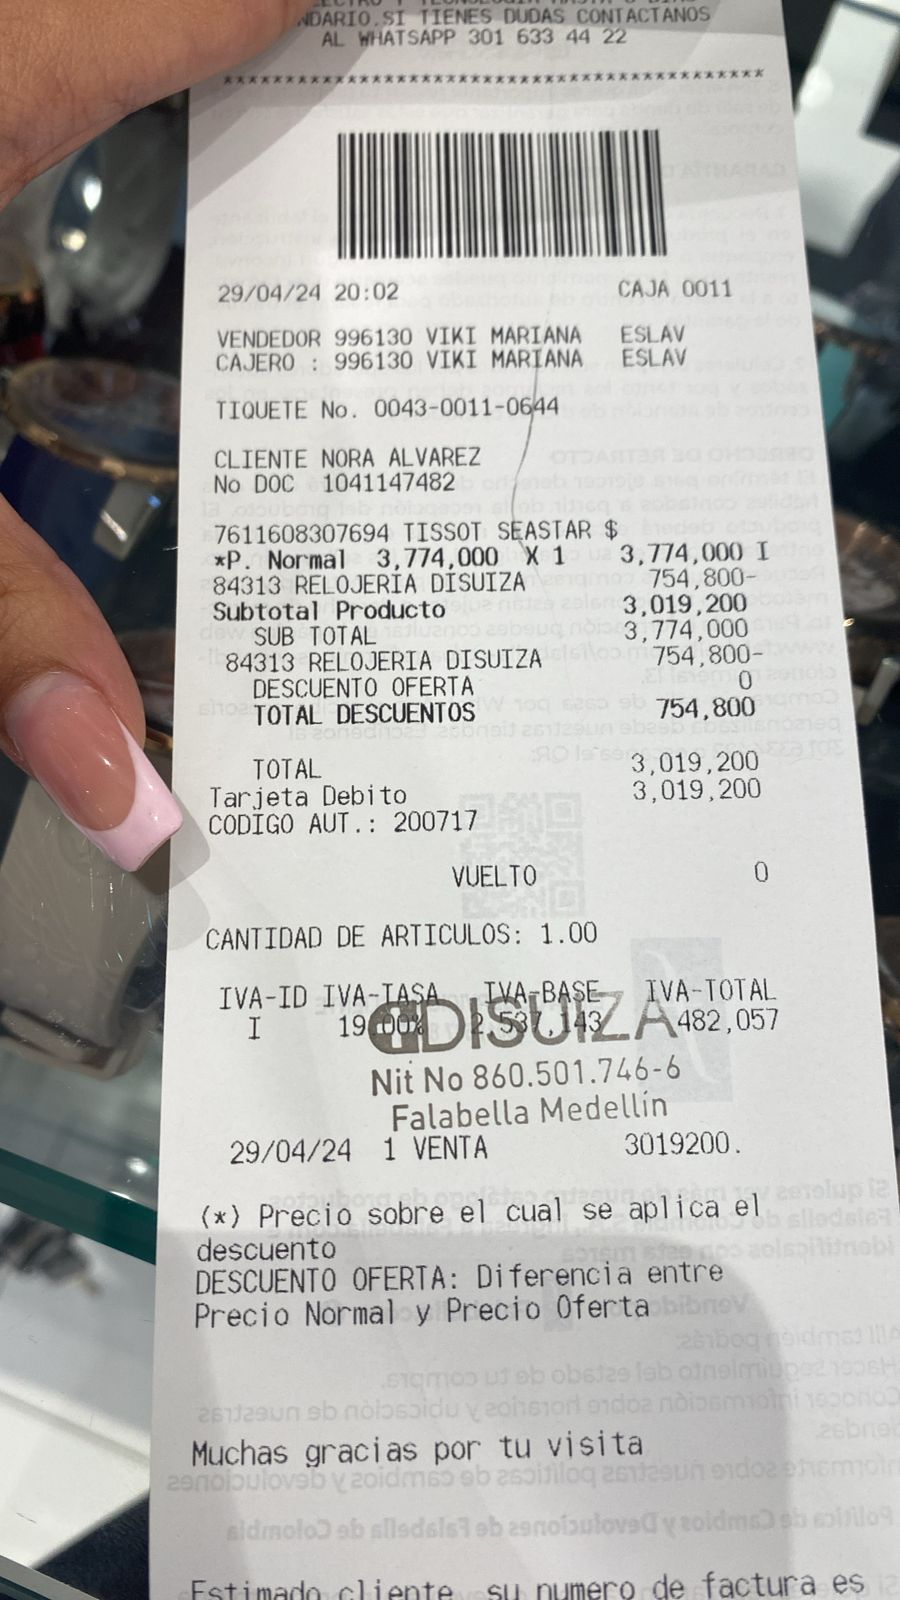 NDARIO.SI TIENES DUDAS CONTACTANOS
AL WHATSAPP 301 633 44 22
***********************************************
29/04/24 20:02 CAJA 0011
VENDEDOR 996130 VIKI MARIANA ESLAV
CAJERO : 996130 VIKI MARIANA ESLAV
TIQUETE No. 0043-0011-0644
CLIENTE NORA ALVAREZ
No DOC 1041147482
7611608307694 TISSOT SEASTAR $
*P. Normal 3,774,000 X 1 3,774,000 I
84313 RELOJERIA DISUIZA 754,800-
Subtotal Producto 3,019,200
SUB TOTAL 3,774,000
84313 RELOJERIA DISUIZA 754,800-
DESCUENTO OFERTA 0
TOTAL DESCUENTOS 754,800
TOTAL 3,019,200
Tarjeta Debito 3,019,200
CODIGO AUT.: 200717
VUELTO 0
CANTIDAD DE ARTICULOS: 1.00
IVA-ID IVA-TASA IVA-BASE IVA-TOTAL
I 19.00% 2,537,143 482,057
DISUIZA
Nit No 860.501.746-6
Falabella Medellín
29/04/24 1 VENTA 3019200.
(*) Precio sobre el cual se aplica el
descuento
DESCUENTO OFERTA: Diferencia entre
Precio Normal y Precio Oferta
Muchas gracias por tu visita
Estimado cliente, su numero de factura es